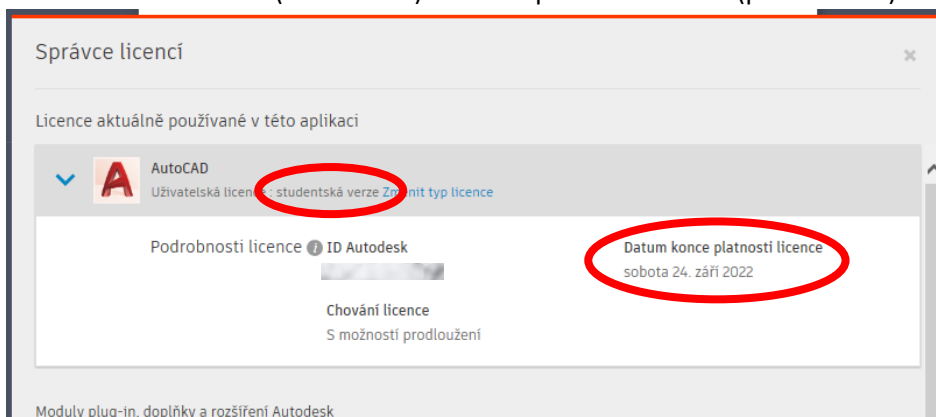 Správce licencí
Licence aktuálně používané v této aplikaci
AutoCAD
Uživatelská licence : studentská verze Změnit typ licence
Podrobnosti licence ID Autodesk
Datum konce platnosti licence
sobota 24. září 2022
Chování licence
S možností prodloužení
Moduly plug-in, doplňky a rozšíření Autodesk